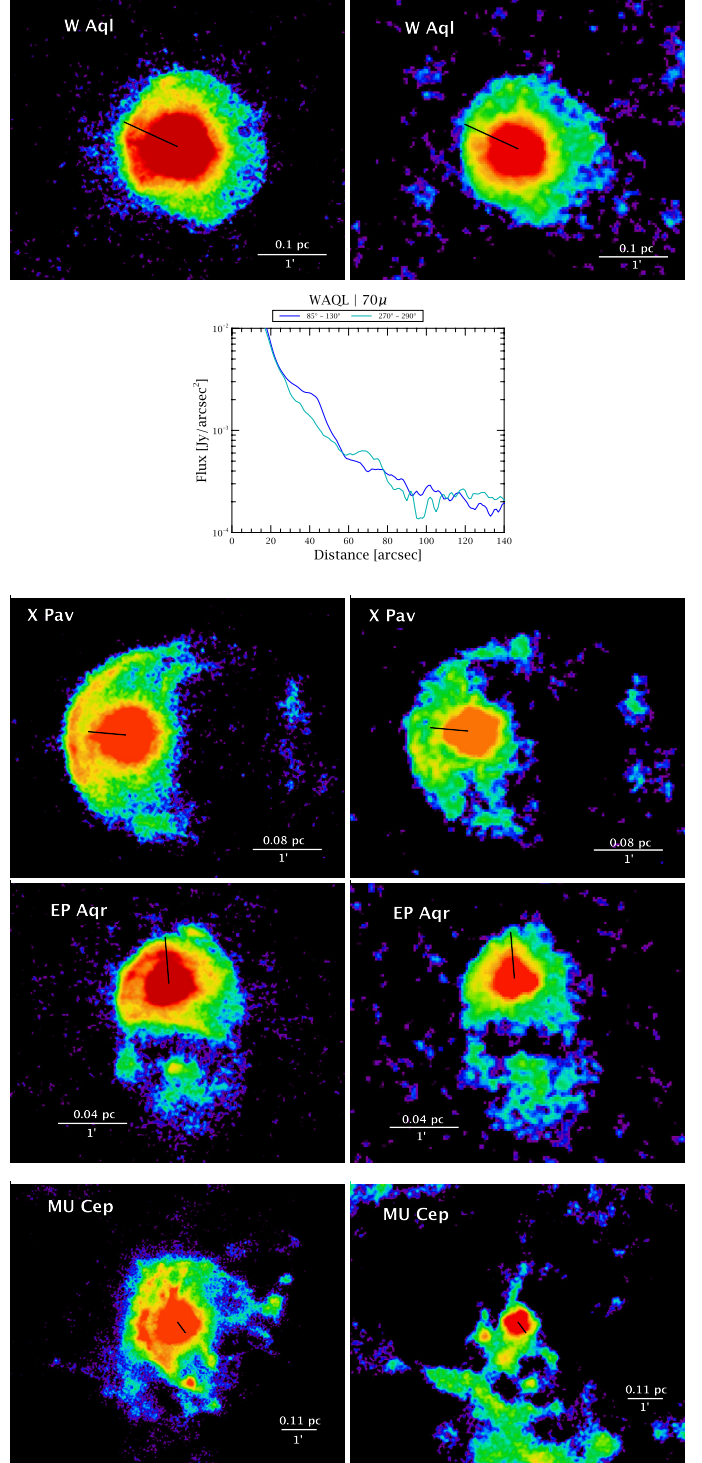 W Aql
W Aql
0.1 pc
1'
0.1 pc
1'
WAQL | 70μ
85° – 130° 270° – 290°
10⁻²
10⁻³
10⁻⁴
Flux [Jy/arcsec²]
0 20 40 60 80 100 120 140
Distance [arcsec]
X Pav
X Pav
0.08 pc
1'
0.08 pc
1'
EP Aqr
EP Aqr
0.04 pc
1'
0.04 pc
1'
MU Cep
MU Cep
0.11 pc
1'
0.11 pc
1'